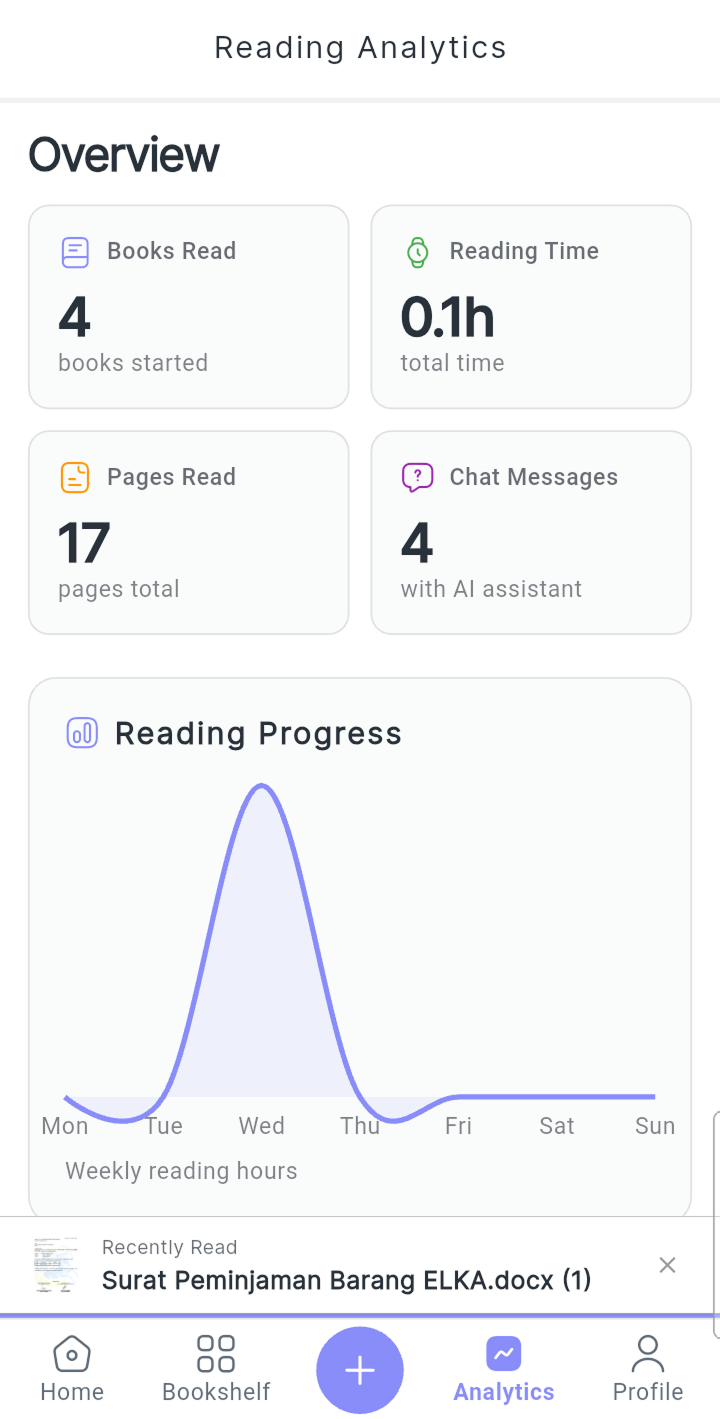 Reading Analytics
Overview
Books Read
4
books started
Reading Time
0.1h
total time
Pages Read
17
pages total
Chat Messages
4
with AI assistant
Reading Progress
Mon Tue Wed Thu Fri Sat Sun
Weekly reading hours
Recently Read
Surat Peminjaman Barang ELKA.docx (1)
Home Bookshelf Analytics Profile